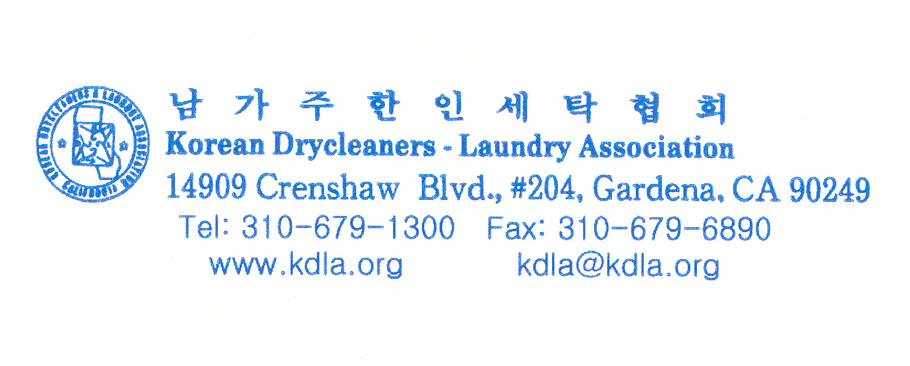 남가주한인세탁협회
Korean Drycleaners - Laundry Association
14909 Crenshaw Blvd., #204, Gardena, CA 90249
Tel: 310-679-1300 Fax: 310-679-6890
www.kdla.org kdla@kdla.org
KOREAN DRYCLEANERS & LAUNDRY ASSOCIATION
CALIFORNIA